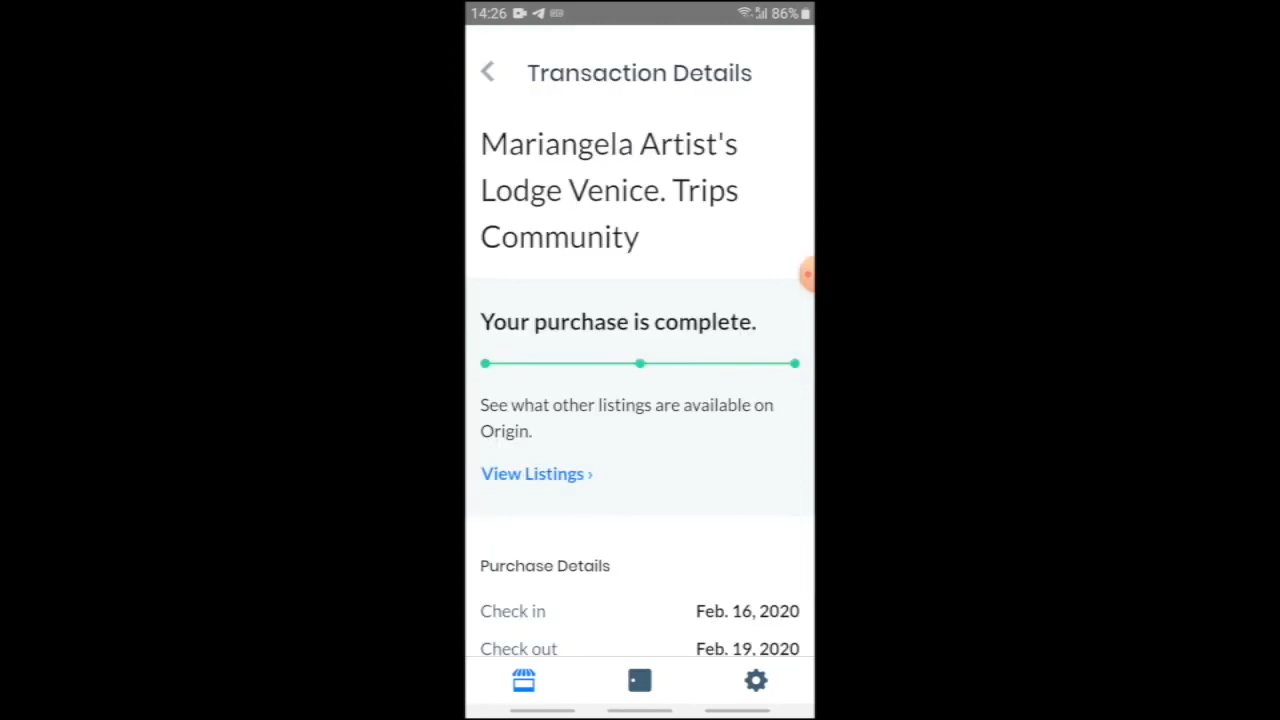 14:26 86%
Transaction Details
Mariangela Artist's
Lodge Venice. Trips
Community
Your purchase is complete.
See what other listings are available on
Origin.
View Listings ›
Purchase Details
Check in Feb. 16, 2020
Check out Feb. 19, 2020